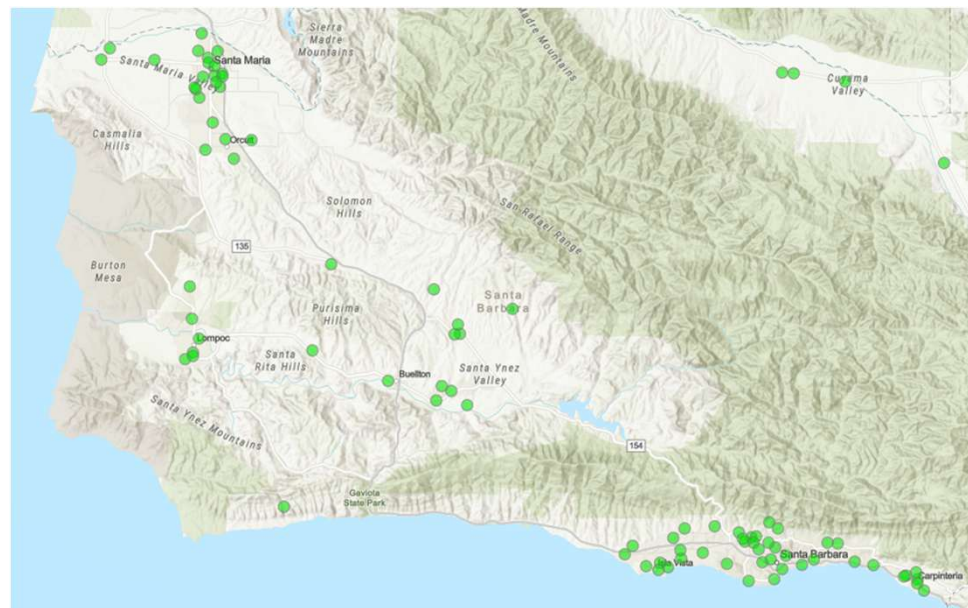 Sierra
Madre
Mountains
Madre Mountains
Santa Maria
Santa Maria Valley
Cuyama
Valley
Casmalia
Hills
Orcutt
Solomon
Hills
San Rafael Range
135
Burton
Mesa
Santa
Barbara
Purisima
Hills
Lompoc
Santa
Rita Hills
Buellton
Santa Ynez
Valley
Santa Ynez Mountains
154
Gaviota
State Park
Santa Barbara
Isla Vista
Carpinteria